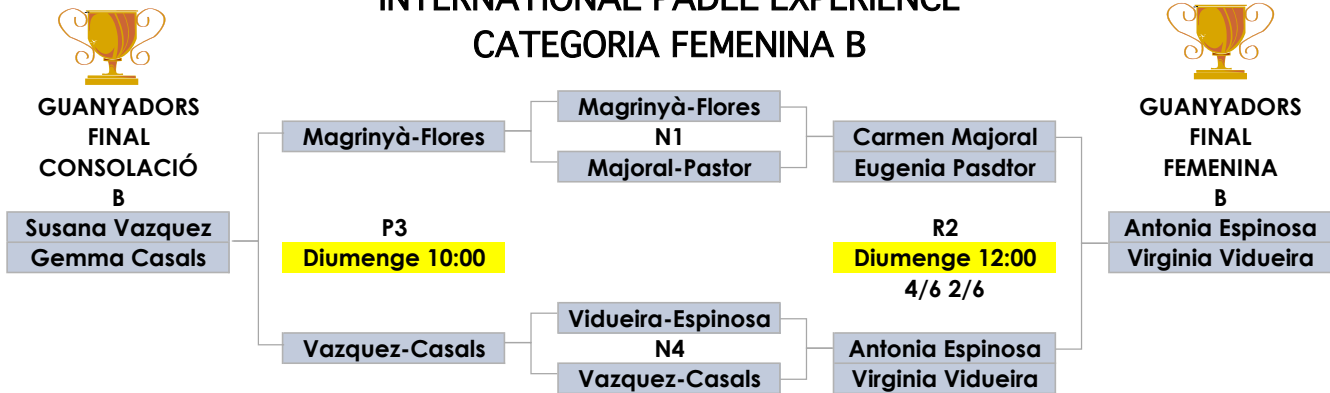 INTERNATIONAL PADEL EXPERIENCE
CATEGORIA FEMENINA B
GUANYADORS
FINAL
CONSOLACIÓ
B
Susana Vazquez
Gemma Casals
Magrinyà-Flores
P3
Diumenge 10:00
Vazquez-Casals
Magrinyà-Flores
N1
Majoral-Pastor
Vidueira-Espinosa
N4
Vazquez-Casals
Carmen Majoral
Eugenia Pasdtor
R2
Diumenge 12:00
4/6 2/6
Antonia Espinosa
Virginia Vidueira
GUANYADORS
FINAL
FEMENINA
B
Antonia Espinosa
Virginia Vidueira